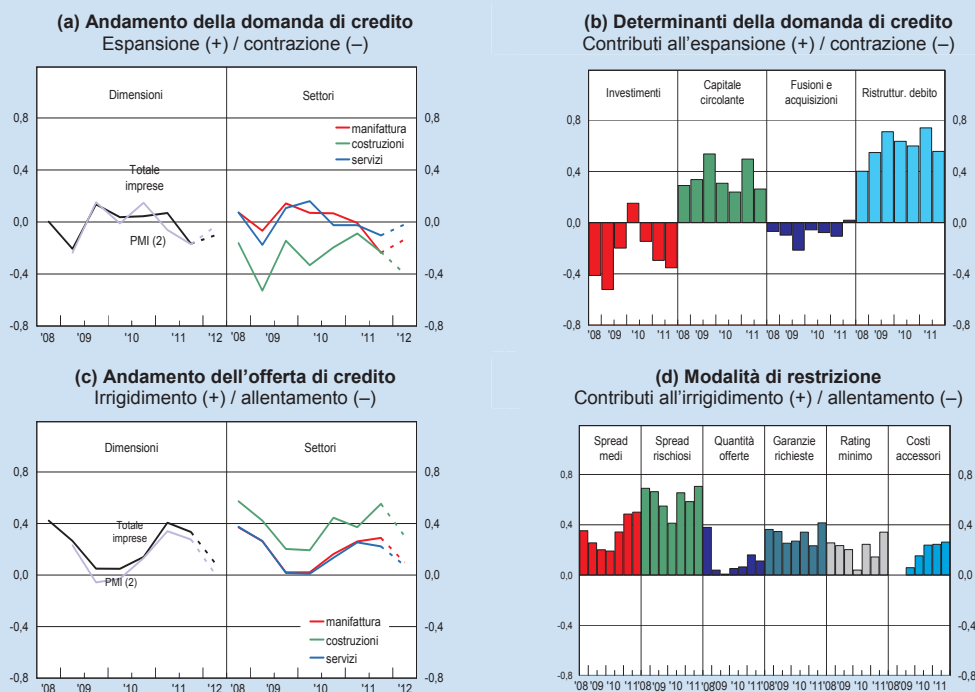 (a) Andamento della domanda di credito
Espansione (+) / contrazione (–)
Dimensioni
Settori
0,8
0,8
manifattura
costruzioni
servizi
0,4
0,4
Totale
imprese
0,0
0,0
PMI (2)
-0,4
-0,4
-0,8
-0,8
'08 '09 '10 '11 '12 '08 '09 '10 '11 '12
(b) Determinanti della domanda di credito
Contributi all'espansione (+) / contrazione (–)
Investimenti
Capitale
circolante
Fusioni e
acquisizioni
Ristruttur. debito
0,8
0,8
0,4
0,4
0,0
0,0
-0,4
-0,4
-0,8
-0,8
'08 '09 '10 '11 '08 '09 '10 '11 '08 '09 '10 '11 '08 '09 '10 '11
(c) Andamento dell'offerta di credito
Irrigidimento (+) / allentamento (–)
Dimensioni
Settori
0,8
0,8
0,4
0,4
Totale
imprese
0,0
0,0
PMI (2)
-0,4
-0,4
manifattura
costruzioni
servizi
-0,8
-0,8
'08 '09 '10 '11 '12 '08 '09 '10 '11 '12
(d) Modalità di restrizione
Contributi all'irrigidimento (+) / allentamento (–)
Spread
medi
Spread
rischiosi
Quantità
offerte
Garanzie
richieste
Rating
minimo
Costi
accessori
0,8
0,8
0,4
0,4
0,0
0,0
-0,4
-0,4
-0,8
-0,8
'08 '09 '10 '11 '08 '09 '10 '11 '08 '09 '10 '11 '08 '09 '10 '11 '08 '09 '10 '11 '08 '09 '10 '11